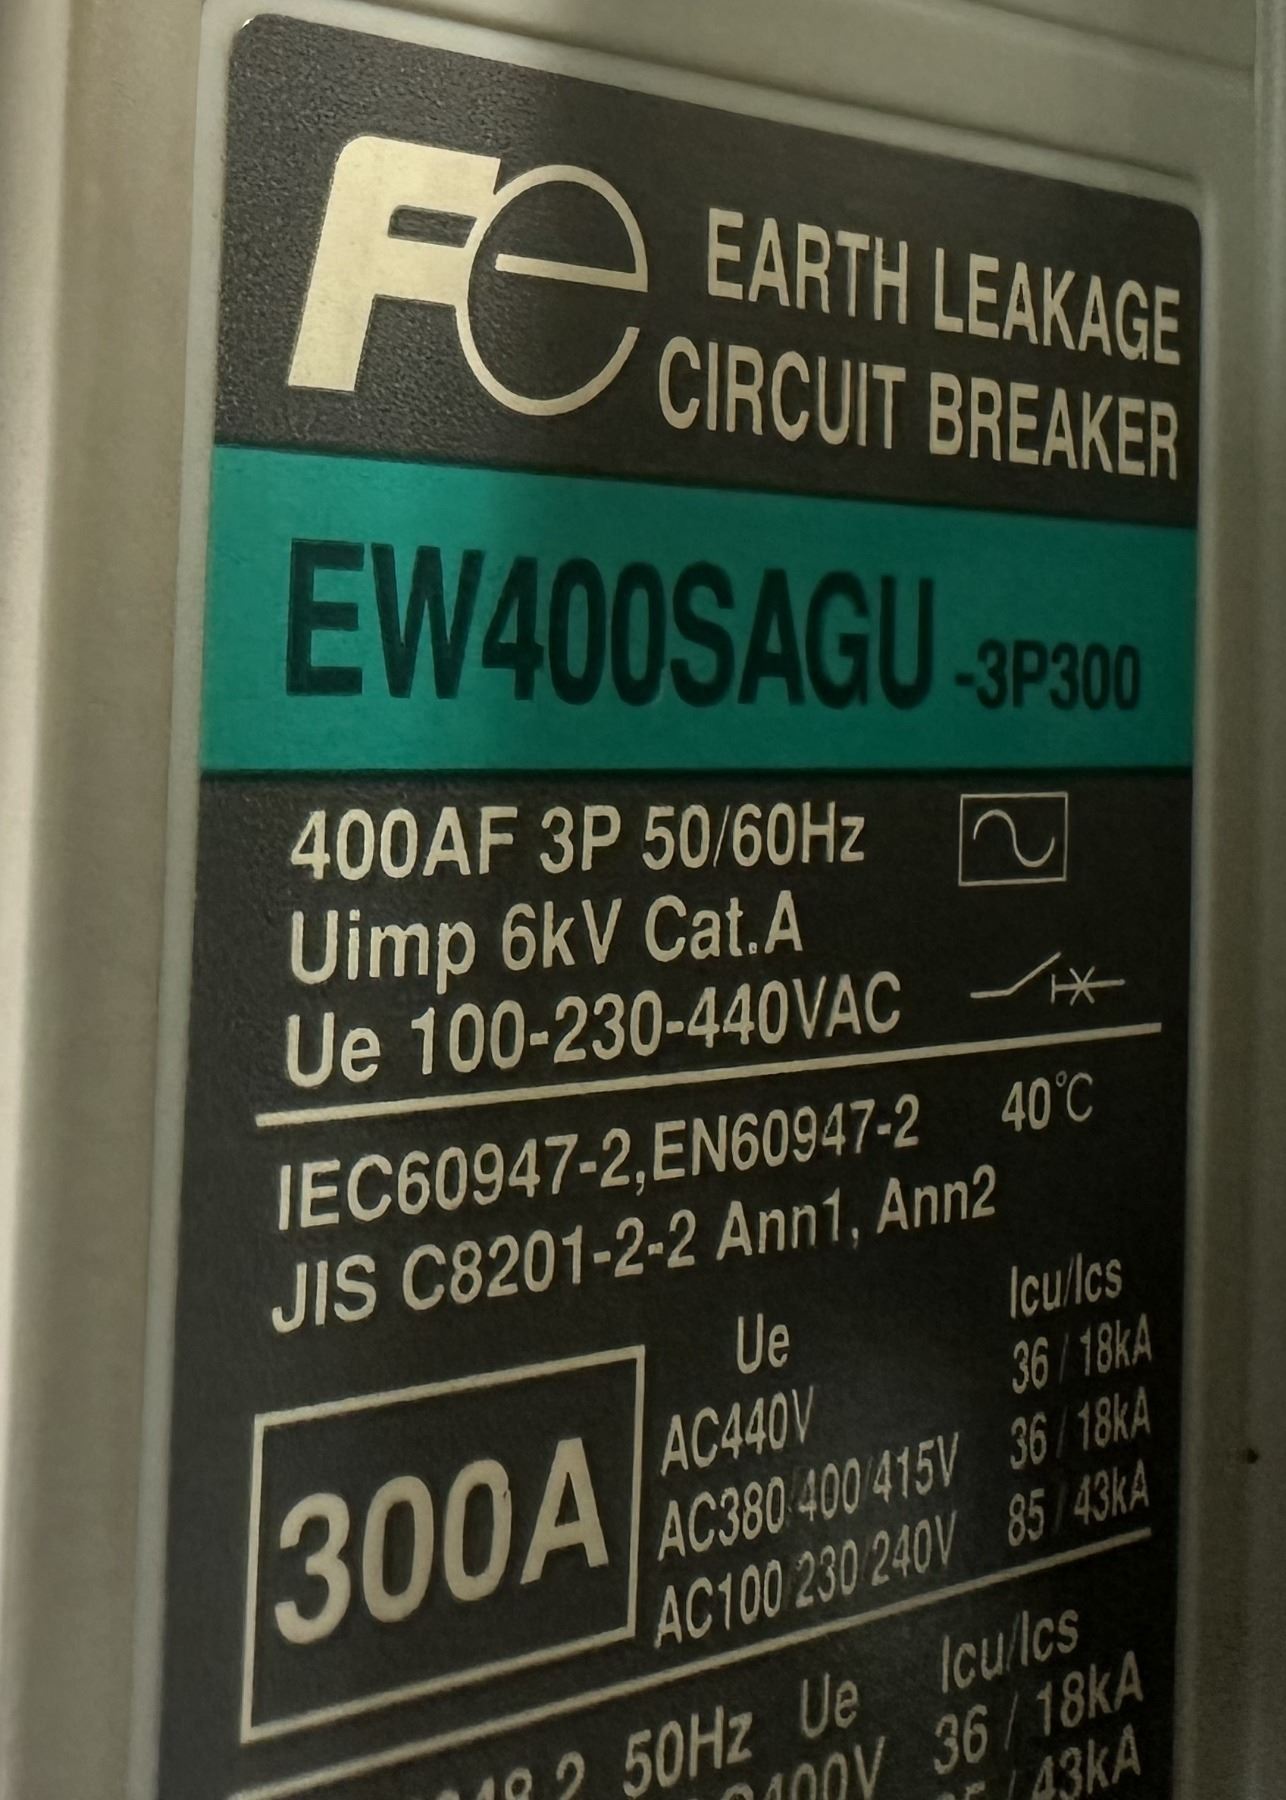 Fe
EARTH LEAKAGE
CIRCUIT BREAKER
EW400SAGU -3P300
400AF 3P 50/60Hz
Uimp 6kV Cat.A
Ue 100-230-440VAC
IEC60947-2,EN60947-2 40°C
JIS C8201-2-2 Ann1, Ann2
Ue Icu/Ics
AC440V 36 / 18kA
AC380/400/415V 36 / 18kA
AC100/230/240V 85 / 43kA
300A
50Hz Ue Icu/Ics
36 / 18kA
43kA